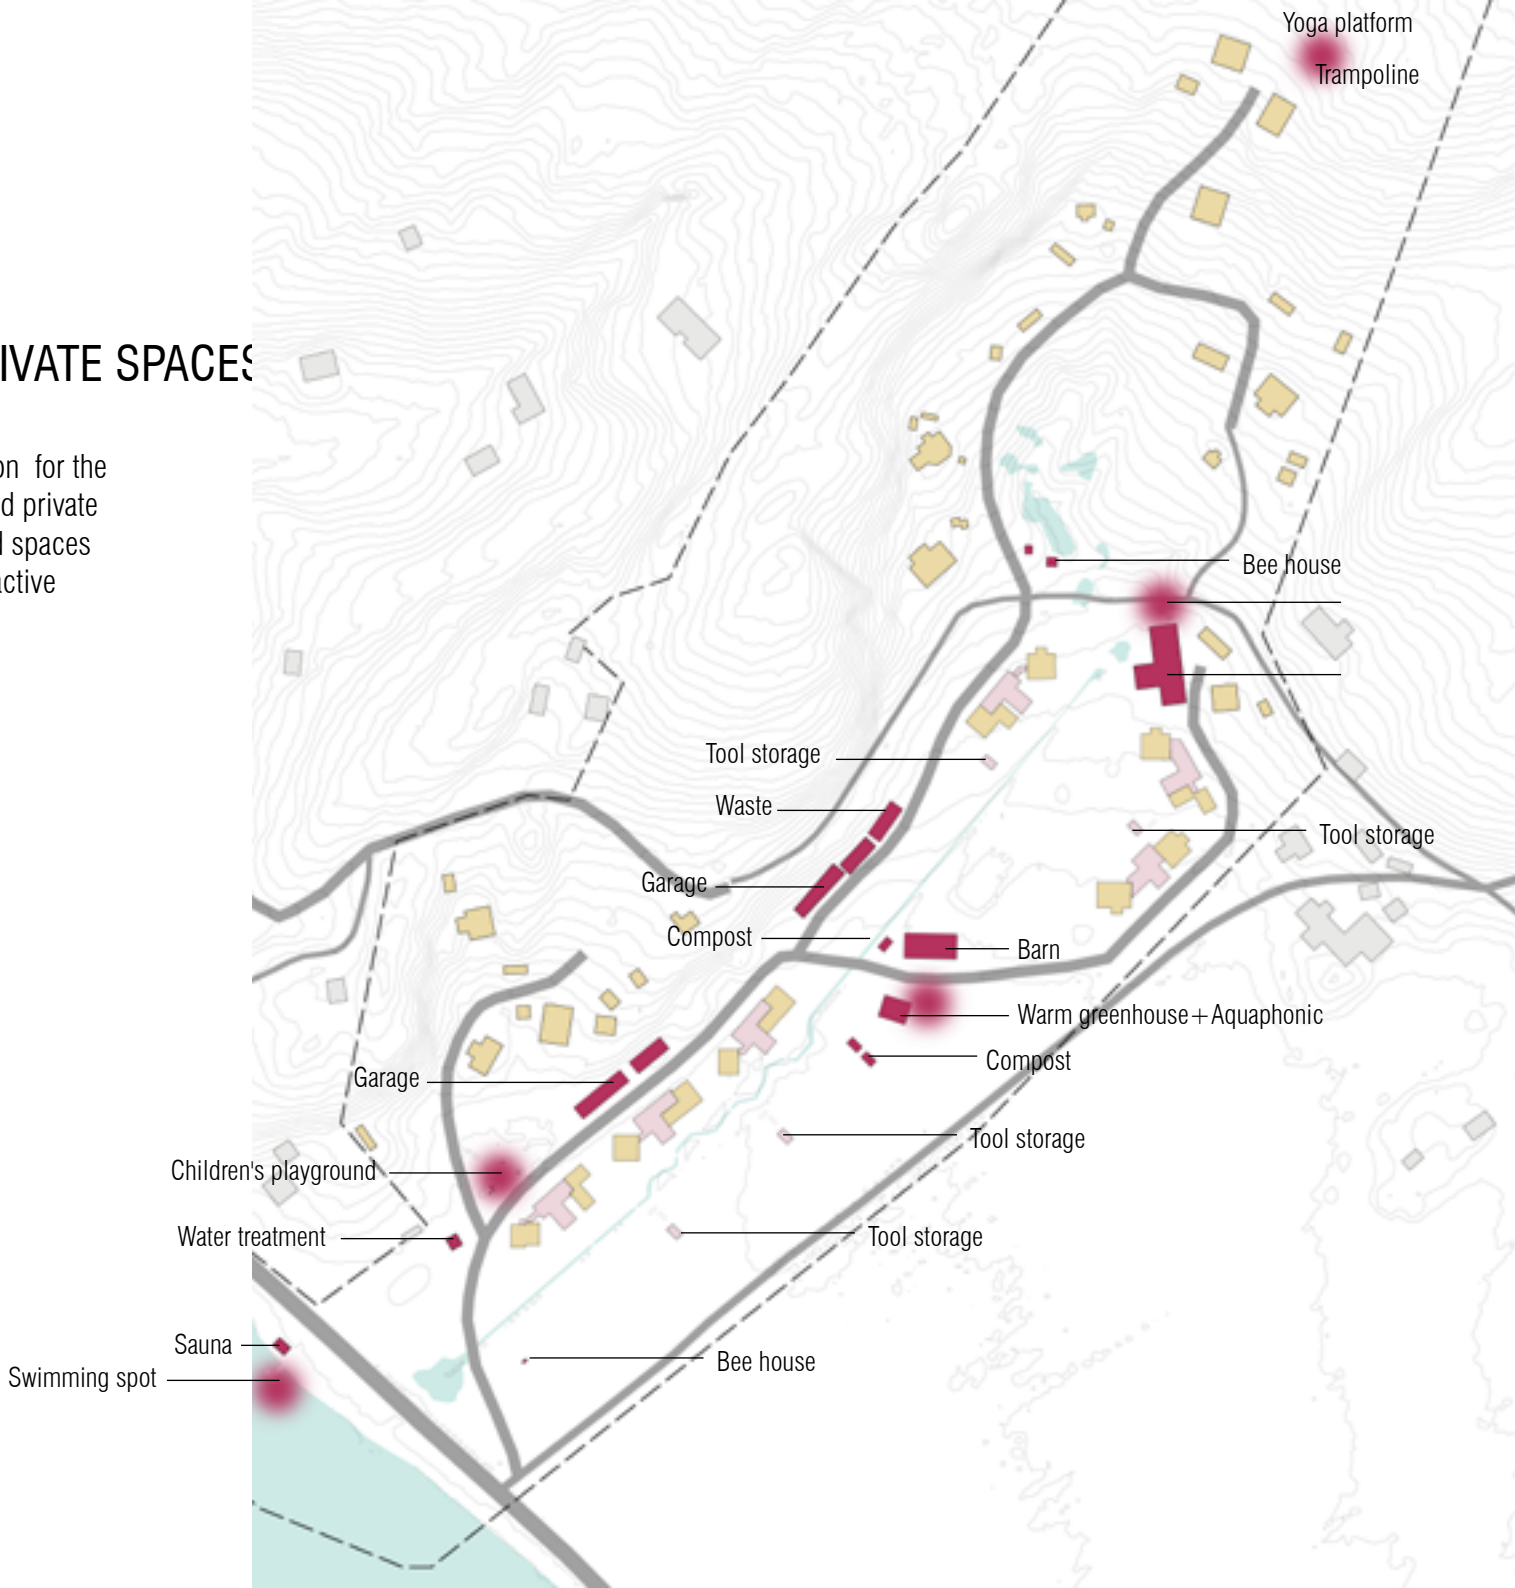 Yoga platform
Trampoline
IVATE SPACES
on for the
d private
l spaces
active
Bee house
Tool storage
Waste
Tool storage
Garage
Compost
Barn
Warm greenhouse+Aquaphonic
Compost
Garage
Tool storage
Children's playground
Water treatment
Tool storage
Sauna
Bee house
Swimming spot